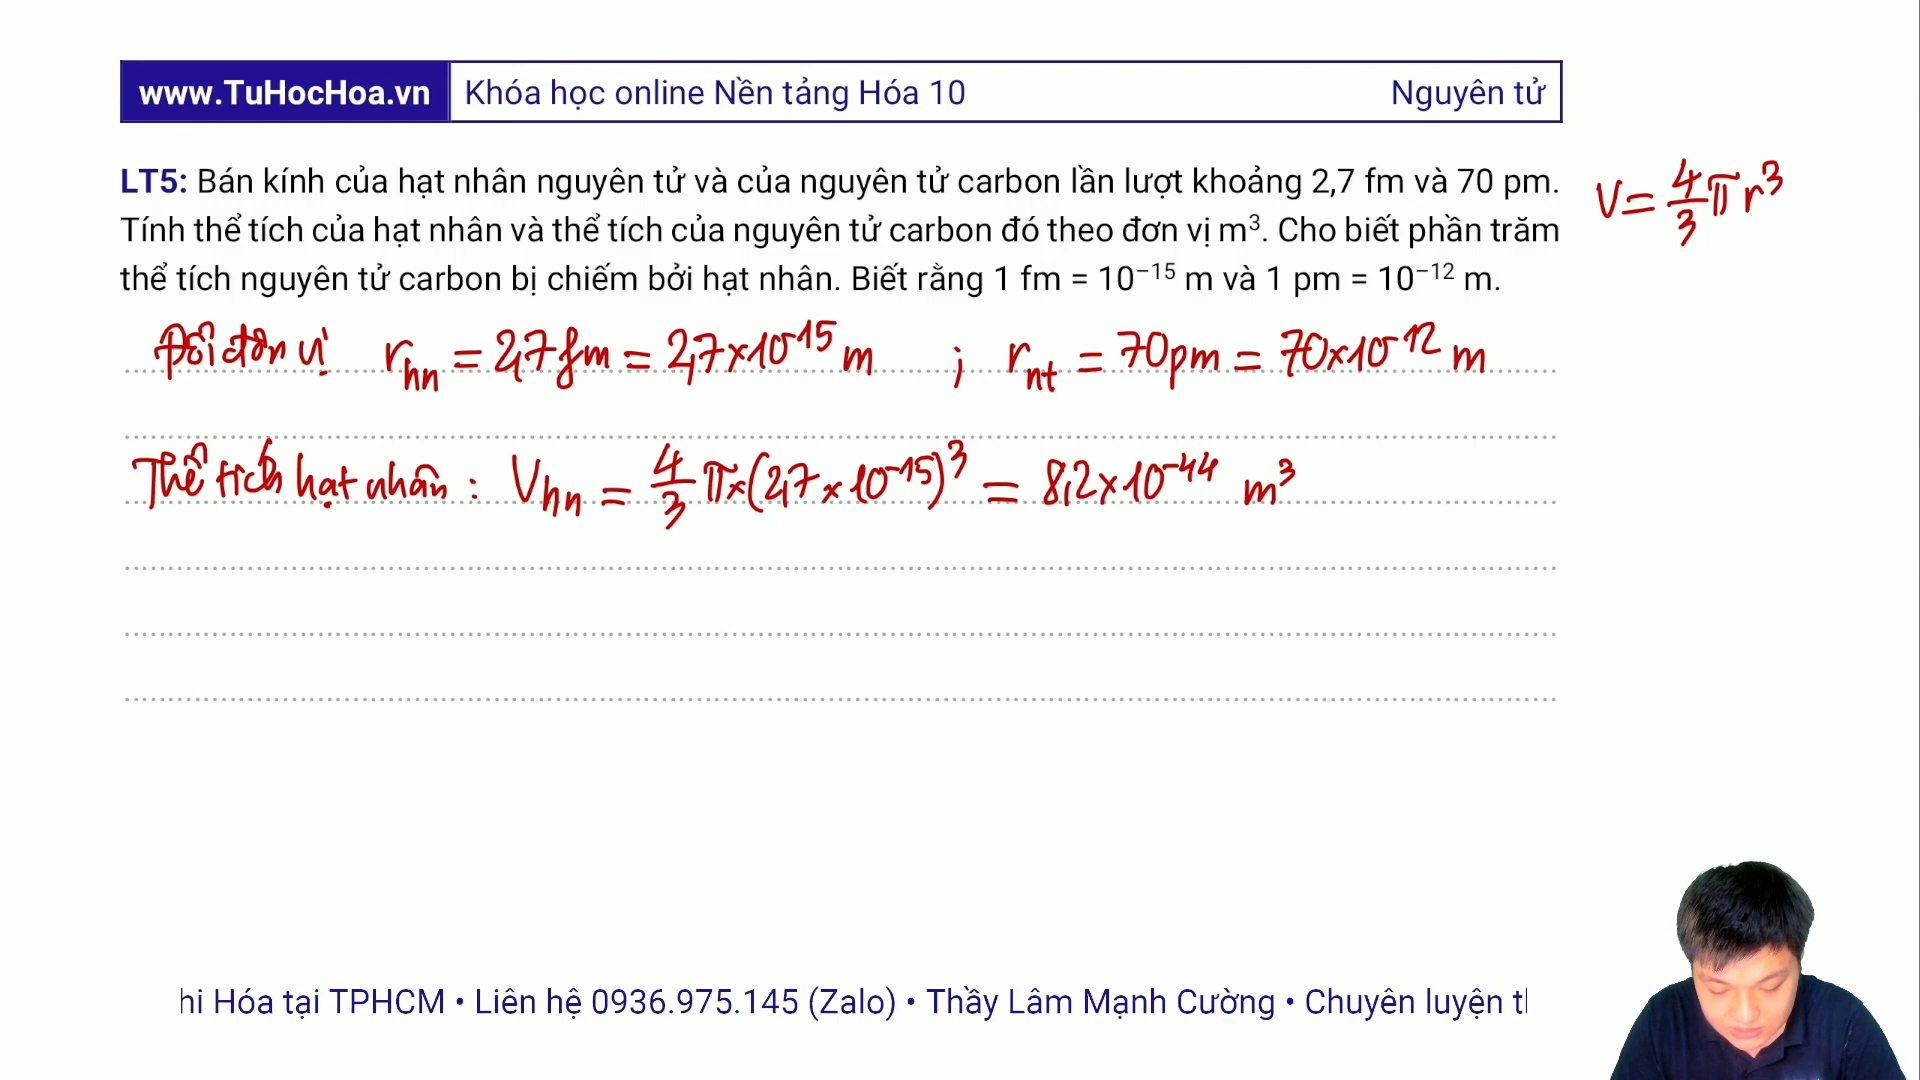 www.TuHocHoa.vn Khóa học online Nền tảng Hóa 10 Nguyên tử
LT5: Bán kính của hạt nhân nguyên tử và của nguyên tử carbon lần lượt khoảng 2,7 fm và 70 pm.
Tính thể tích của hạt nhân và thể tích của nguyên tử carbon đó theo đơn vị m³. Cho biết phần trăm
thể tích nguyên tử carbon bị chiếm bởi hạt nhân. Biết rằng 1 fm = 10⁻¹⁵ m và 1 pm = 10⁻¹² m.
V = 4/3 π r³
Đổi đơn vị r_hn = 2,7 fm = 2,7×10⁻¹⁵ m ; r_nt = 70pm = 70×10⁻¹² m
Thể tích hạt nhân : V_hn = 4/3 π×(2,7×10⁻¹⁵)³ = 8,2×10⁻⁴⁴ m³
hi Hóa tại TPHCM • Liên hệ 0936.975.145 (Zalo) • Thầy Lâm Mạnh Cường • Chuyên luyện tl